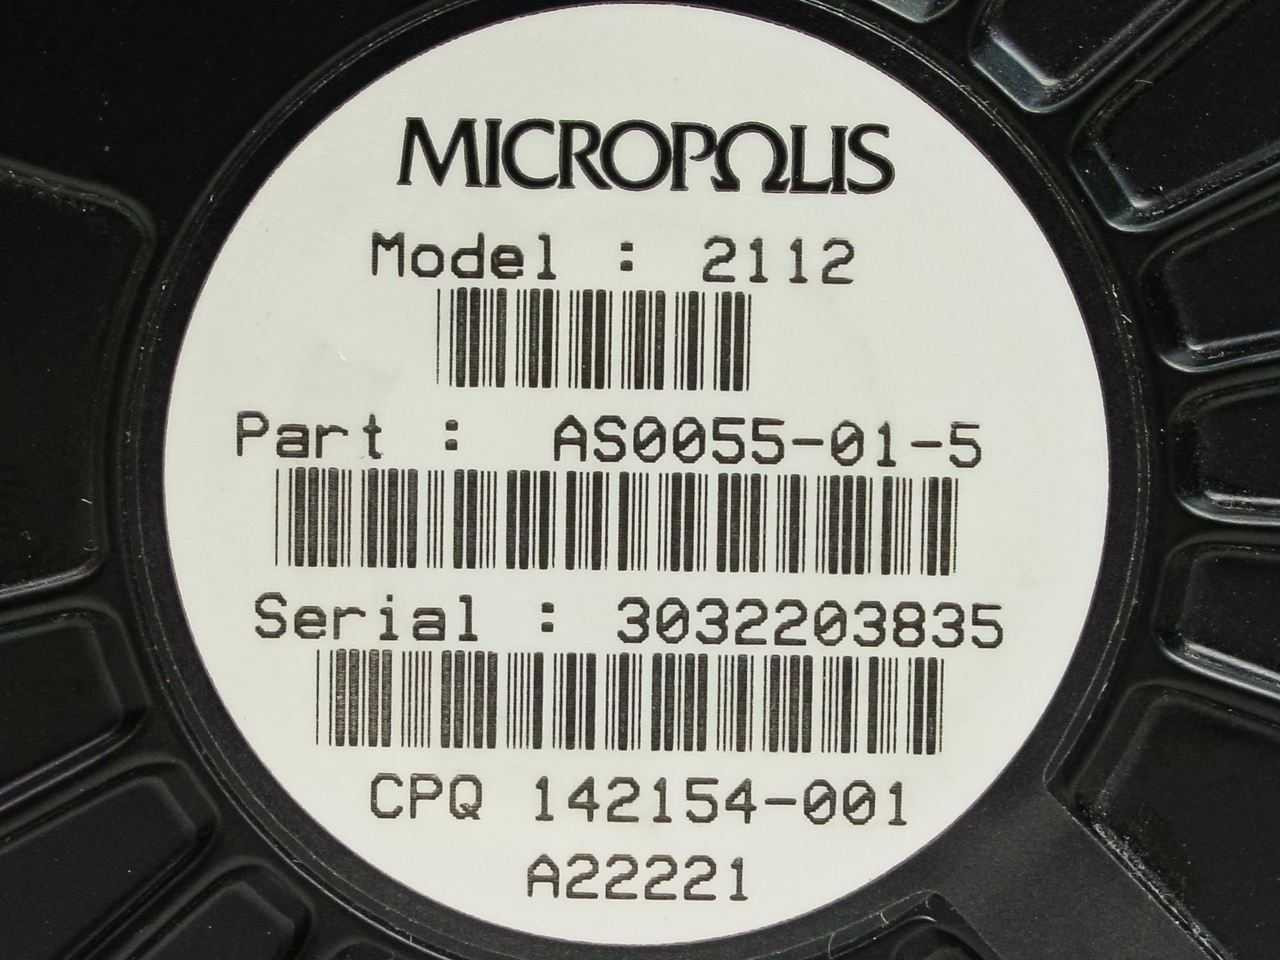 MICROPOLIS
Model : 2112
Part : AS0055-01-5
Serial : 3032203835
CPQ 142154-001
A22221